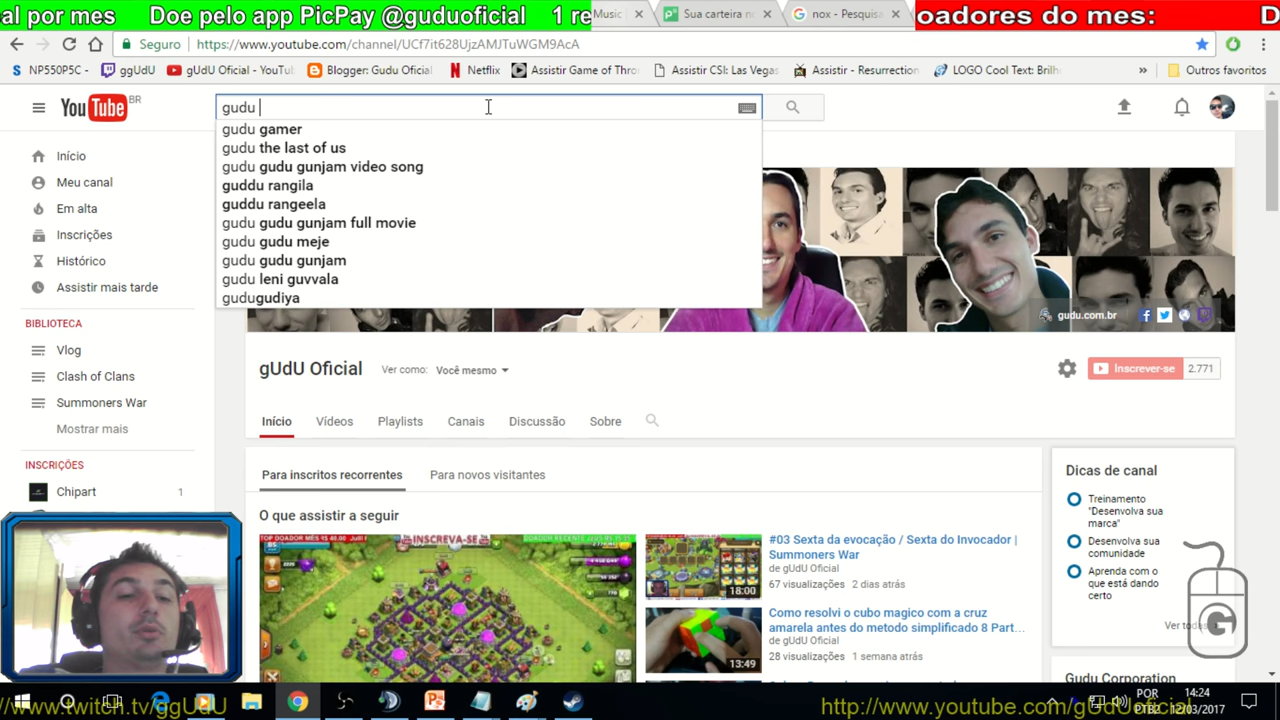 al por mes Doe pelo app PicPay @guduoficial 1 re
Music
Sua carteira n
nox - Pesquisa
oadores do mes: D
Seguro
https://www.youtube.com/channel/UCf7it628UjzAMJTuWGM9AcA
NP550P5C -
ggUdU
gUdU Oficial - YouTu
Blogger: Gudu Oficial
Netflix
Assistir Game of Thro
Assistir CSI: Las Vegas
Assistir - Resurrection
LOGO Cool Text: Brilh
»
Outros favoritos
YouTube BR
gudu
gudu gamer
gudu the last of us
gudu gudu gunjam video song
guddu rangila
guddu rangeela
gudu gudu gunjam full movie
gudu gudu meje
gudu gudu gunjam
gudu leni guvvala
gudugudiya
Início
Meu canal
Em alta
Inscrições
Histórico
Assistir mais tarde
BIBLIOTECA
Vlog
Clash of Clans
Summoners War
Mostrar mais
INSCRIÇÕES
Chipart 1
gudu.com.br
gUdU Oficial
Ver como: Você mesmo
Inscrever-se 2.771
Início
Vídeos
Playlists
Canais
Discussão
Sobre
Para inscritos recorrentes
Para novos visitantes
O que assistir a seguir
INSCREVA-SE
#03 Sexta da evocação / Sexta do Invocador |
Summoners War
de gUdU Oficial
67 visualizações 2 dias atrás
18:00
Como resolvi o cubo magico com a cruz
amarela antes do metodo simplificado 8 Part...
de gUdU Oficial
28 visualizações 1 semana atrás
13:49
Dicas de canal
Treinamento
"Desenvolva sua
marca"
Desenvolva sua
comunidade
Aprenda com o
que está dando
certo
Ver todas
Gudu Corporation
G
//www.twitch.tv/ggUdU
http://www.youtube.com/gUdUoficial
POR
PTB2
14:24
12/03/2017